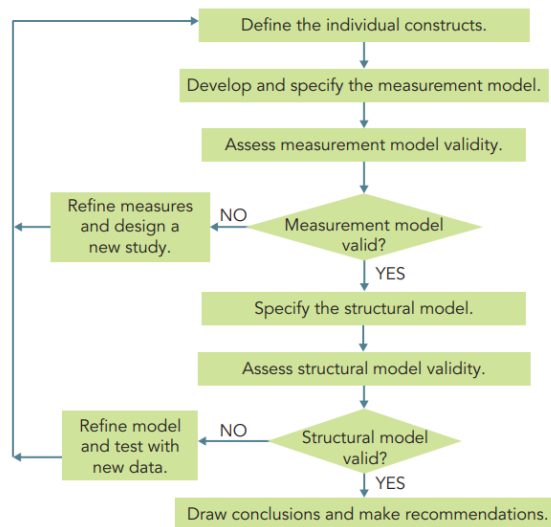 Define the individual constructs.
Develop and specify the measurement model.
Assess measurement model validity.
Refine measures
and design a
new study.
NO
Measurement model
valid?
YES
Specify the structural model.
Assess structural model validity.
Refine model
and test with
new data.
NO
Structural model
valid?
YES
Draw conclusions and make recommendations.